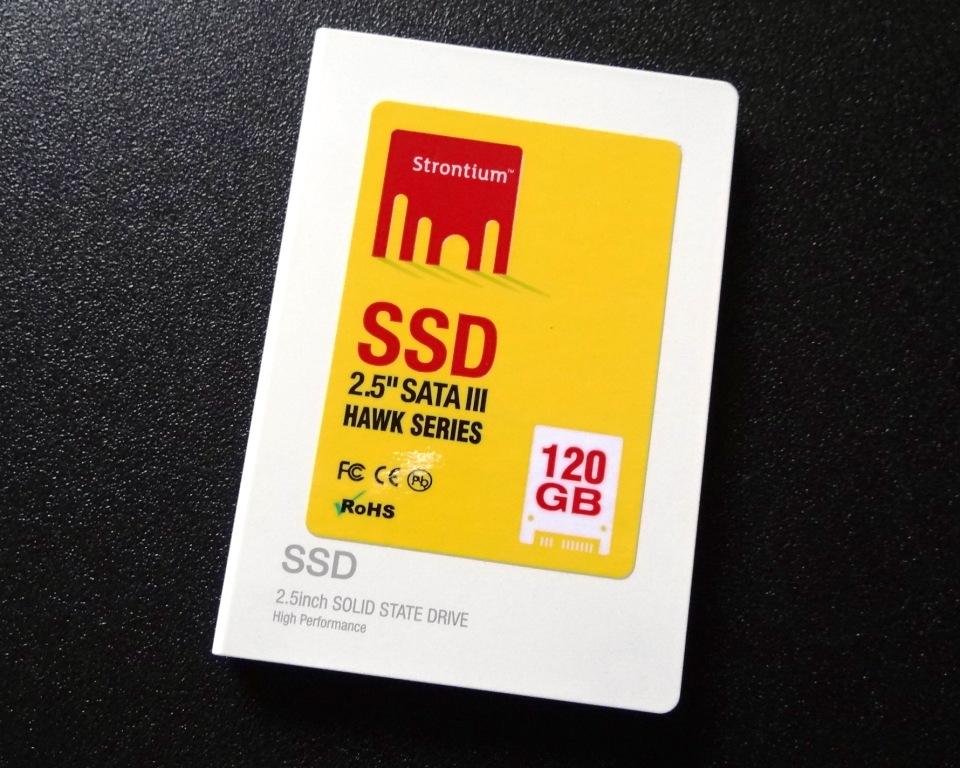 Strontium™
SSD
2.5" SATA III
HAWK SERIES
FC CE Pb
RoHS
120
GB
SSD
2.5inch SOLID STATE DRIVE
High Performance